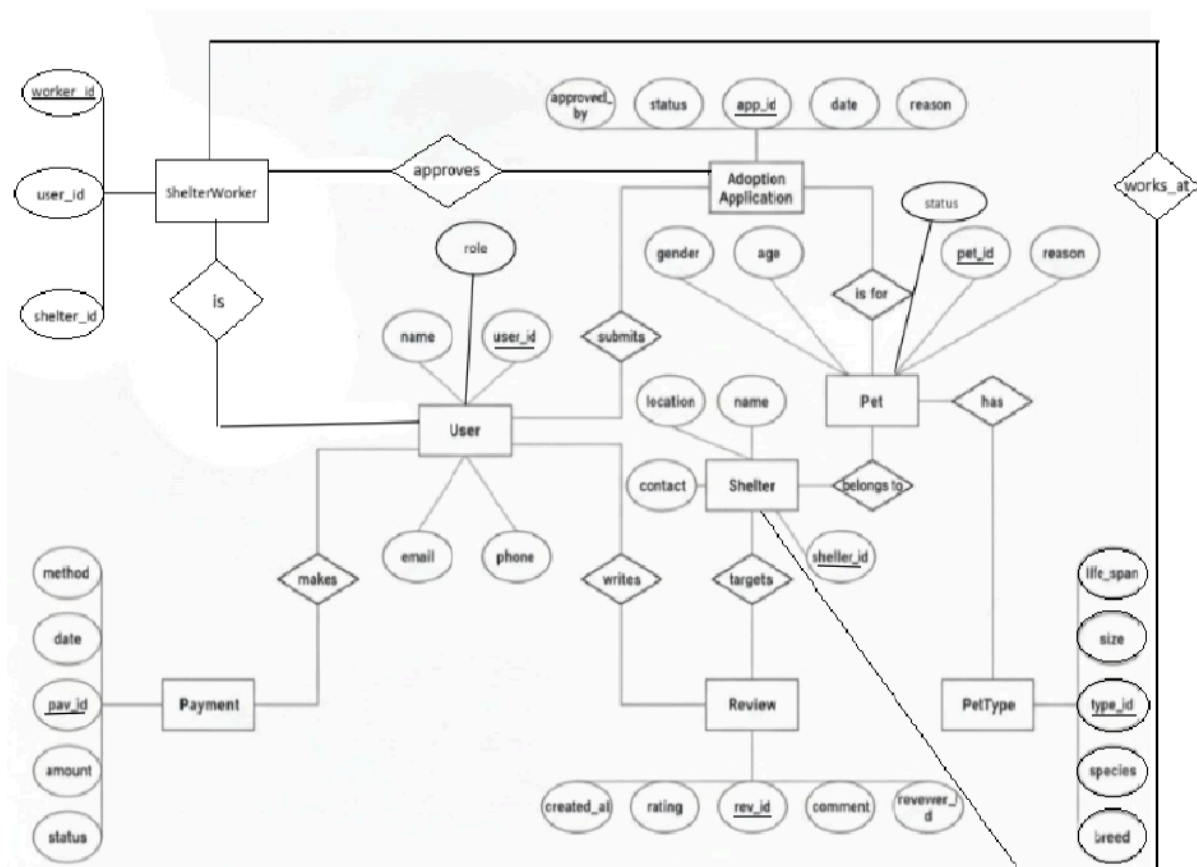 worker_id
user_id
shelter_id
ShelterWorker
is
approves
approved_
by
status
app_id
date
reason
Adoption
Application
works_at
status
gender
age
pet_id
reason
is for
role
name
user_id
submits
User
email
phone
location
name
contact
Shelter
belongs to
sheller_id
Pet
has
makes
writes
targets
method
date
pav_id
amount
status
Payment
Review
PetType
life_span
size
type_id
species
breed
created_at
rating
rev_id
comment
revewer_i
d